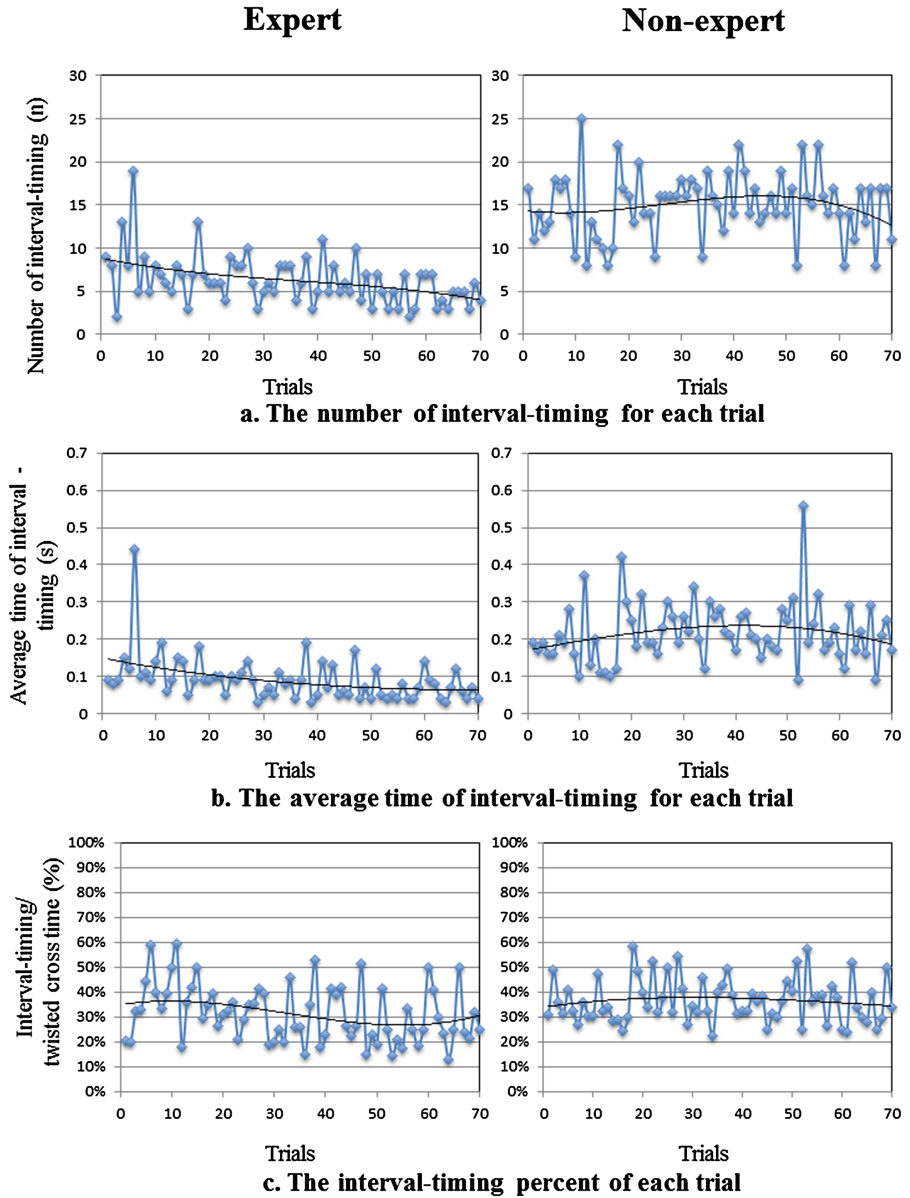 Expert Non-expert
Number of interval-timing (n)
30 30
25 25
20 20
15 15
10 10
5 5
0 0
0 10 20 30 40 50 60 70 0 10 20 30 40 50 60 70
Trials Trials
a. The number of interval-timing for each trial
Average time of interval -
timing (s)
0.7 0.7
0.6 0.6
0.5 0.5
0.4 0.4
0.3 0.3
0.2 0.2
0.1 0.1
0 0
0 10 20 30 40 50 60 70 0 10 20 30 40 50 60 70
Trials Trials
b. The average time of interval-timing for each trial
Interval-timing/
twisted cross time (%)
100% 100%
90% 90%
80% 80%
70% 70%
60% 60%
50% 50%
40% 40%
30% 30%
20% 20%
10% 10%
0% 0%
0 10 20 30 40 50 60 70 0 10 20 30 40 50 60 70
Trials Trials
c. The interval-timing percent of each trial